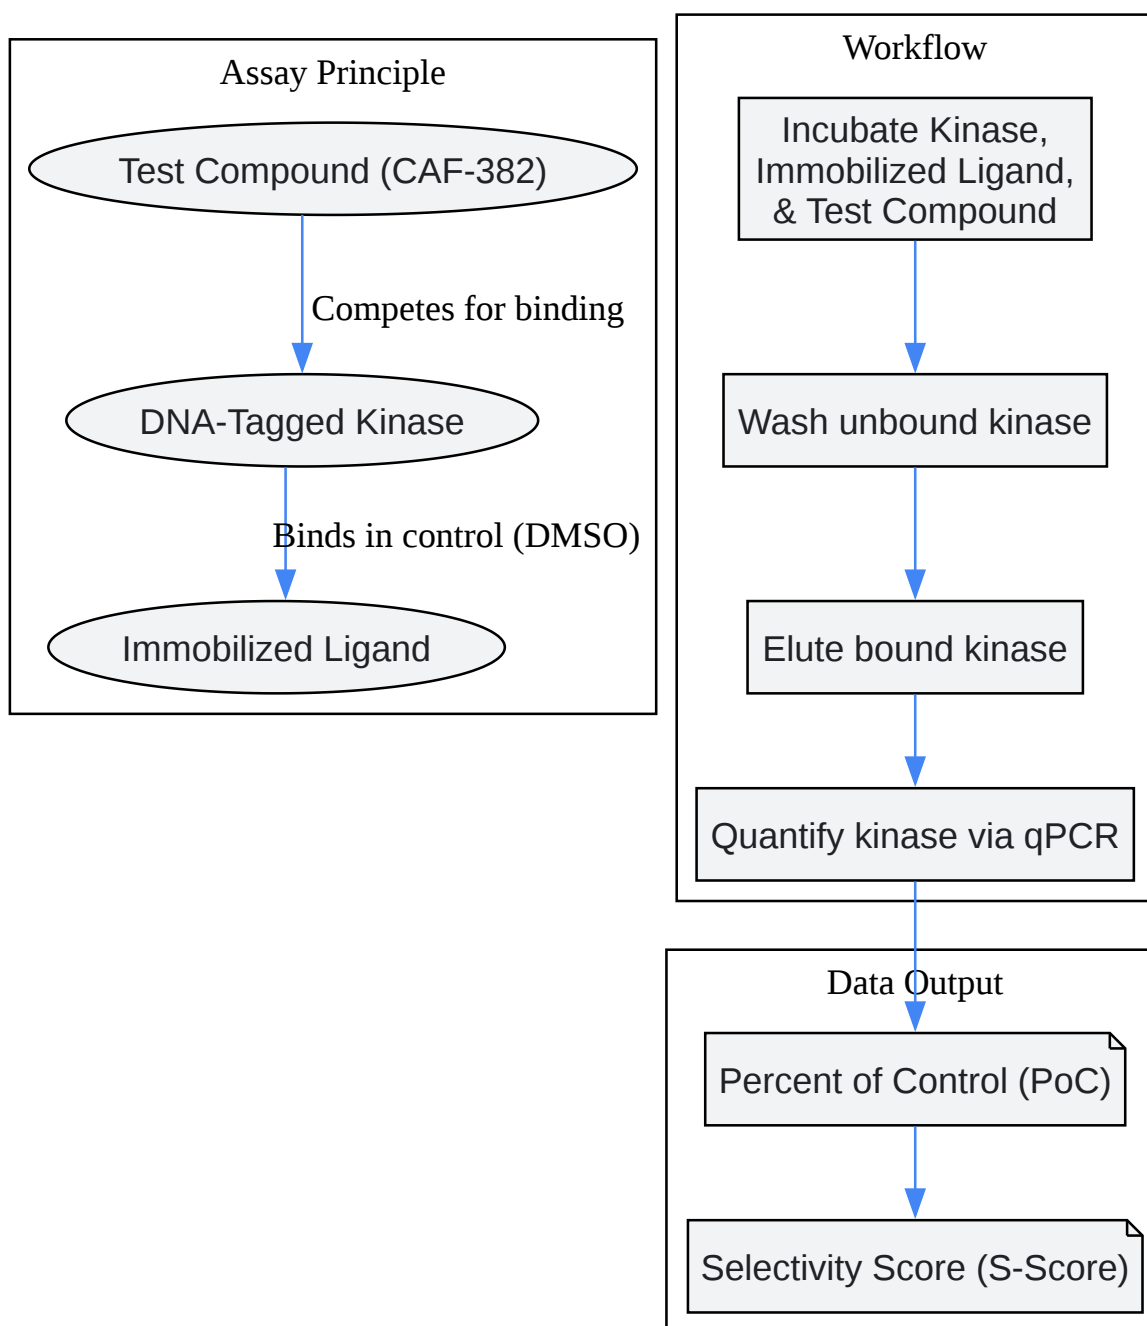 Assay Principle
Test Compound (CAF-382)
Competes for binding
DNA-Tagged Kinase
Binds in control (DMSO)
Immobilized Ligand
Workflow
Incubate Kinase,
Immobilized Ligand,
& Test Compound
Wash unbound kinase
Elute bound kinase
Quantify kinase via qPCR
Data Output
Percent of Control (PoC)
Selectivity Score (S-Score)